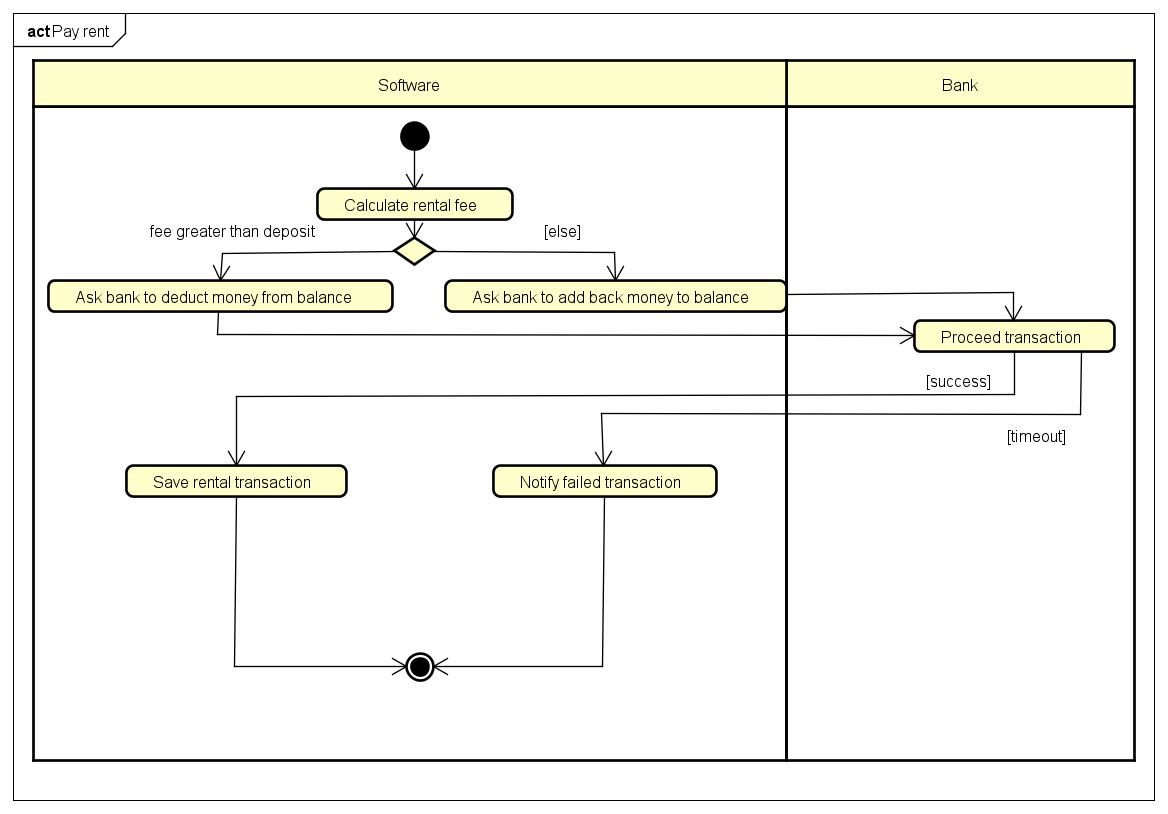 act Pay rent
Software
Bank
Calculate rental fee
fee greater than deposit
[else]
Ask bank to deduct money from balance
Ask bank to add back money to balance
Proceed transaction
[success]
[timeout]
Save rental transaction
Notify failed transaction